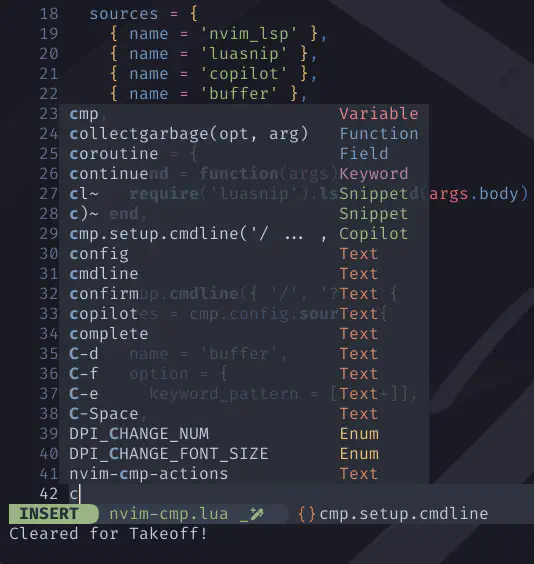 18 sources = {
19 { name = 'nvim_lsp' },
20 { name = 'luasnip' },
21 { name = 'copilot' },
22 { name = 'buffer' },
23 cmp, Variable
24 collectgarbage(opt, arg) Function
25 coroutine = { Field
26 continue nd = function(args) Keyword
27 cl~ require('luasnip').ls Snippet d(args.body)
28 c)~ end, Snippet
29 cmp.setup.cmdline('/ ... , Copilot
30 config Text
31 cmdline Text
32 confirm up.cmdline({ '/', '? Text {
33 copilot es = cmp.config.sour Text {
34 complete Text
35 C-d name = 'buffer', Text
36 C-f option = { Text
37 C-e keyword_pattern = [ Text +]],
38 C-Space, Text
39 DPI_CHANGE_NUM Enum
40 DPI_CHANGE_FONT_SIZE Enum
41 nvim-cmp-actions Text
42 c
INSERT nvim-cmp.lua _ {}cmp.setup.cmdline
Cleared for Takeoff!